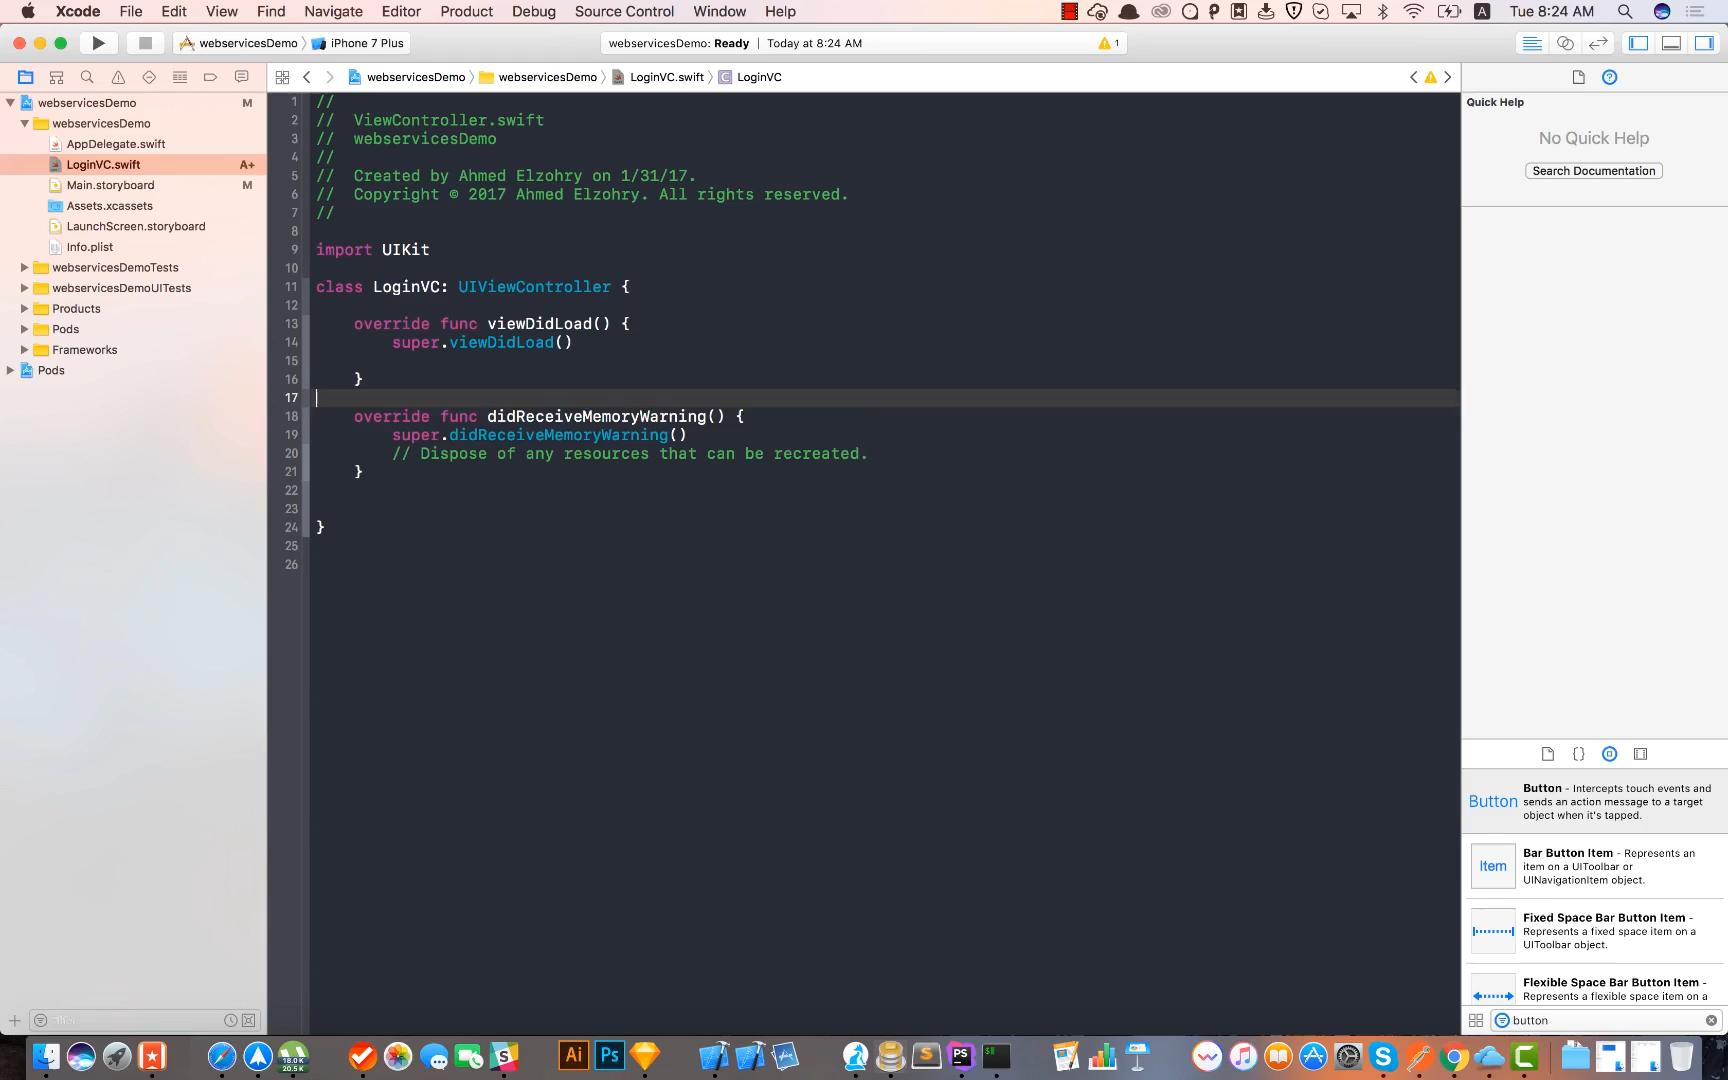 Xcode File Edit View Find Navigate Editor Product Debug Source Control Window Help
A Tue 8:24 AM
webservicesDemo iPhone 7 Plus
webservicesDemo: Ready Today at 8:24 AM
1
webservicesDemo webservicesDemo LoginVC.swift C LoginVC
webservicesDemo M
webservicesDemo
AppDelegate.swift
LoginVC.swift A+
Main.storyboard M
Assets.xcassets
LaunchScreen.storyboard
Info.plist
webservicesDemoTests
webservicesDemoUITests
Products
Pods
Frameworks
Pods
1 //
2 // ViewController.swift
3 // webservicesDemo
4 //
5 // Created by Ahmed Elzohry on 1/31/17.
6 // Copyright © 2017 Ahmed Elzohry. All rights reserved.
7 //
8
9 import UIKit
10
11 class LoginVC: UIViewController {
12
13 override func viewDidLoad() {
14 super.viewDidLoad()
15
16 }
17
18 override func didReceiveMemoryWarning() {
19 super.didReceiveMemoryWarning()
20 // Dispose of any resources that can be recreated.
21 }
22
23
24 }
25
26
Quick Help
No Quick Help
Search Documentation
{}
Button
Button - Intercepts touch events and
sends an action message to a target
object when it's tapped.
Item
Bar Button Item - Represents an
item on a UIToolbar or
UINavigationItem object.
Fixed Space Bar Button Item -
Represents a fixed space item on a
UIToolbar object.
Flexible Space Bar Button Item -
Represents a flexible space item on a
button
18.0 K
20.5 K
Ai
Ps
PS